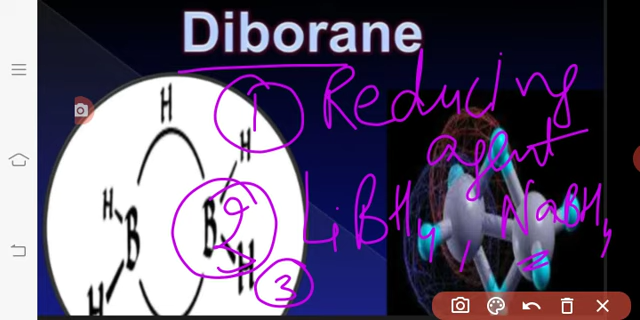 Diborane
① Reducing
agent
② LiBH4, NaBH4
③
H
H
H
B
B
H
H